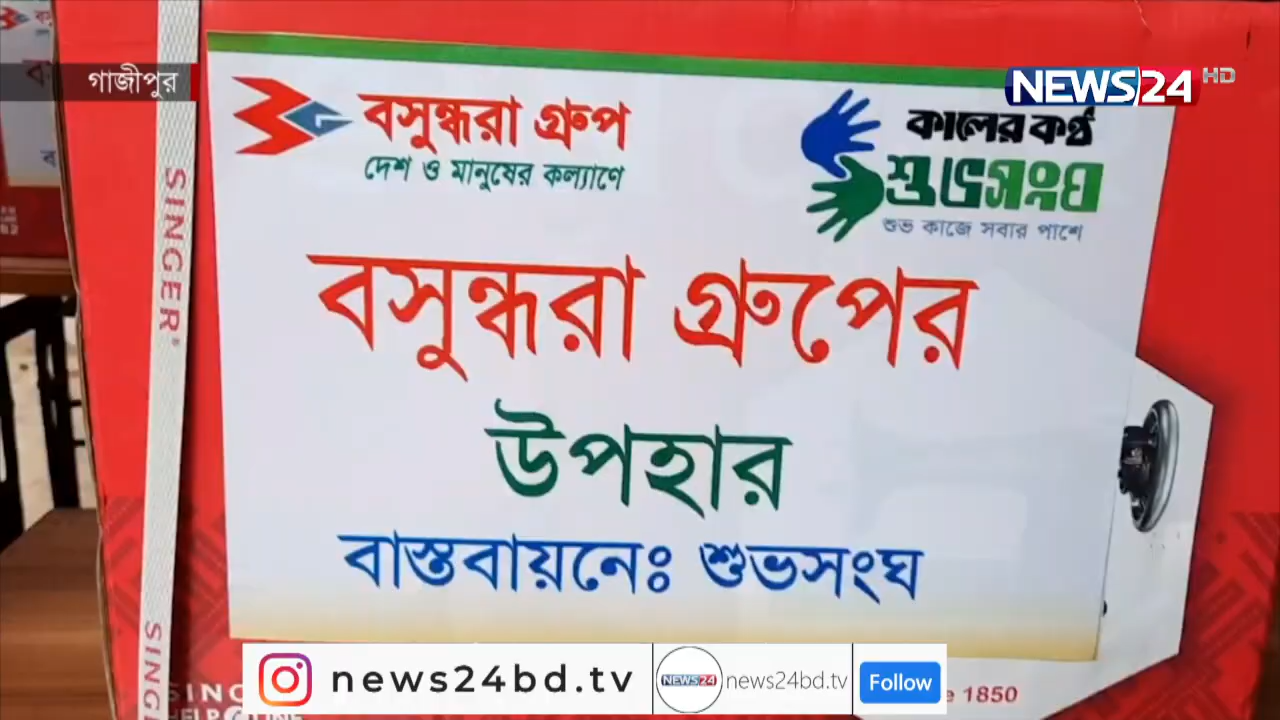 গাজীপুর
NEWS24 HD
বসুন্ধরা গ্রুপ
দেশ ও মানুষের কল্যাণে
কালের কণ্ঠ
শুভসংঘ
শুভ কাজে সবার পাশে
SINGER
বসুন্ধরা গ্রুপের
উপহার
বাস্তবায়নেঃ শুভসংঘ
SINGER
news24bd.tv
NEWS24
news24bd.tv
Follow
1850